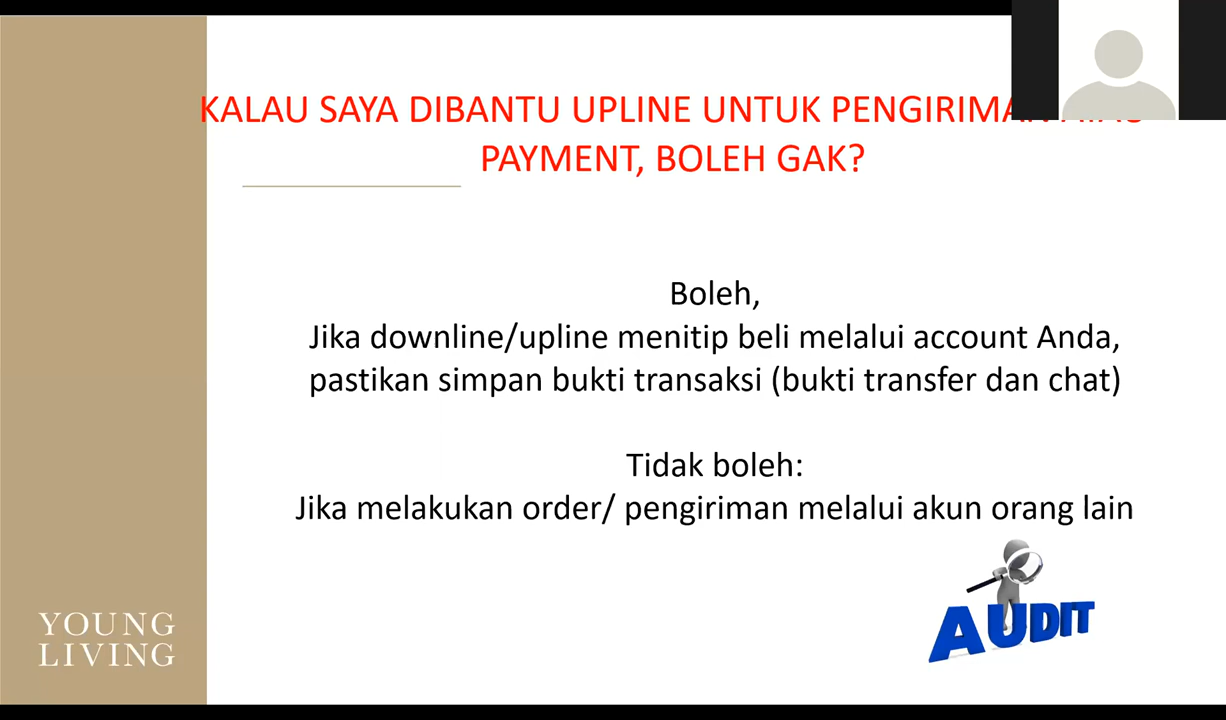 KALAU SAYA DIBANTU UPLINE UNTUK PENGIRIMAN
PAYMENT, BOLEH GAK?
Boleh,
Jika downline/upline menitip beli melalui account Anda,
pastikan simpan bukti transaksi (bukti transfer dan chat)
Tidak boleh:
Jika melakukan order/ pengiriman melalui akun orang lain
AUDIT
YOUNG
LIVING